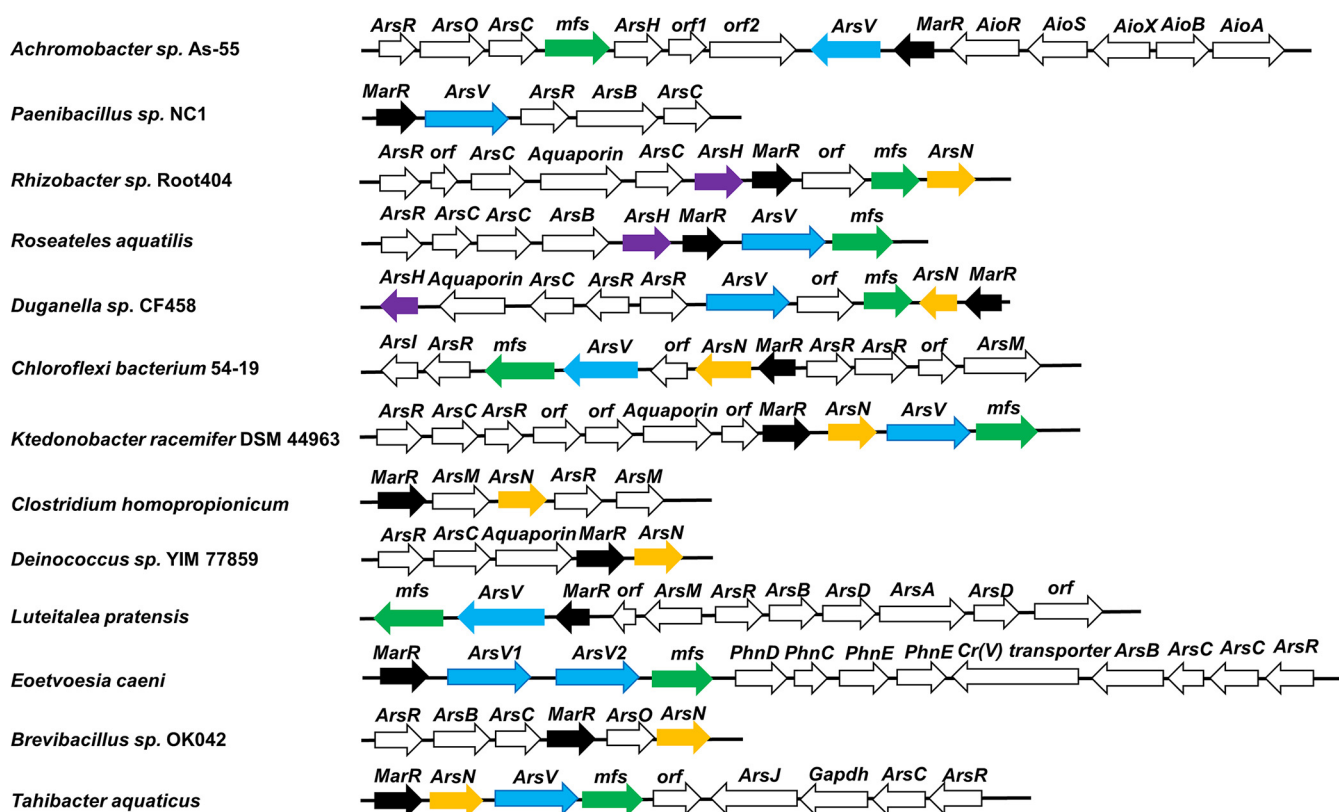 ArsR ArsO ArsC mfs ArsH orf1 orf2 ArsV MarR AioR AioS AioX AioB AioA
Achromobacter sp. As-55
MarR ArsV ArsR ArsB ArsC
Paenibacillus sp. NC1
ArsR orf ArsC Aquaporin ArsC ArsH MarR orf mfs ArsN
Rhizobacter sp. Root404
ArsR ArsC ArsC ArsB ArsH MarR ArsV mfs
Roseateles aquatilis
ArsH Aquaporin ArsC ArsR ArsR ArsV orf mfs ArsN MarR
Duganella sp. CF458
ArsI ArsR mfs ArsV orf ArsN MarR ArsR ArsR orf ArsM
Chloroflexi bacterium 54-19
ArsR ArsC ArsR orf orf Aquaporin orf MarR ArsN ArsV mfs
Ktedonobacter racemifer DSM 44963
MarR ArsM ArsN ArsR ArsM
Clostridium homopropionicum
ArsR ArsC Aquaporin MarR ArsN
Deinococcus sp. YIM 77859
mfs ArsV MarR orf ArsM ArsR ArsB ArsD ArsA ArsD orf
Luteitalea pratensis
MarR ArsV1 ArsV2 mfs PhnD PhnC PhnE PhnE Cr(V) transporter ArsB ArsC ArsC ArsR
Eoetvoesia caeni
ArsR ArsB ArsC MarR ArsO ArsN
Brevibacillus sp. OK042
MarR ArsN ArsV mfs orf ArsJ Gapdh ArsC ArsR
Tahibacter aquaticus